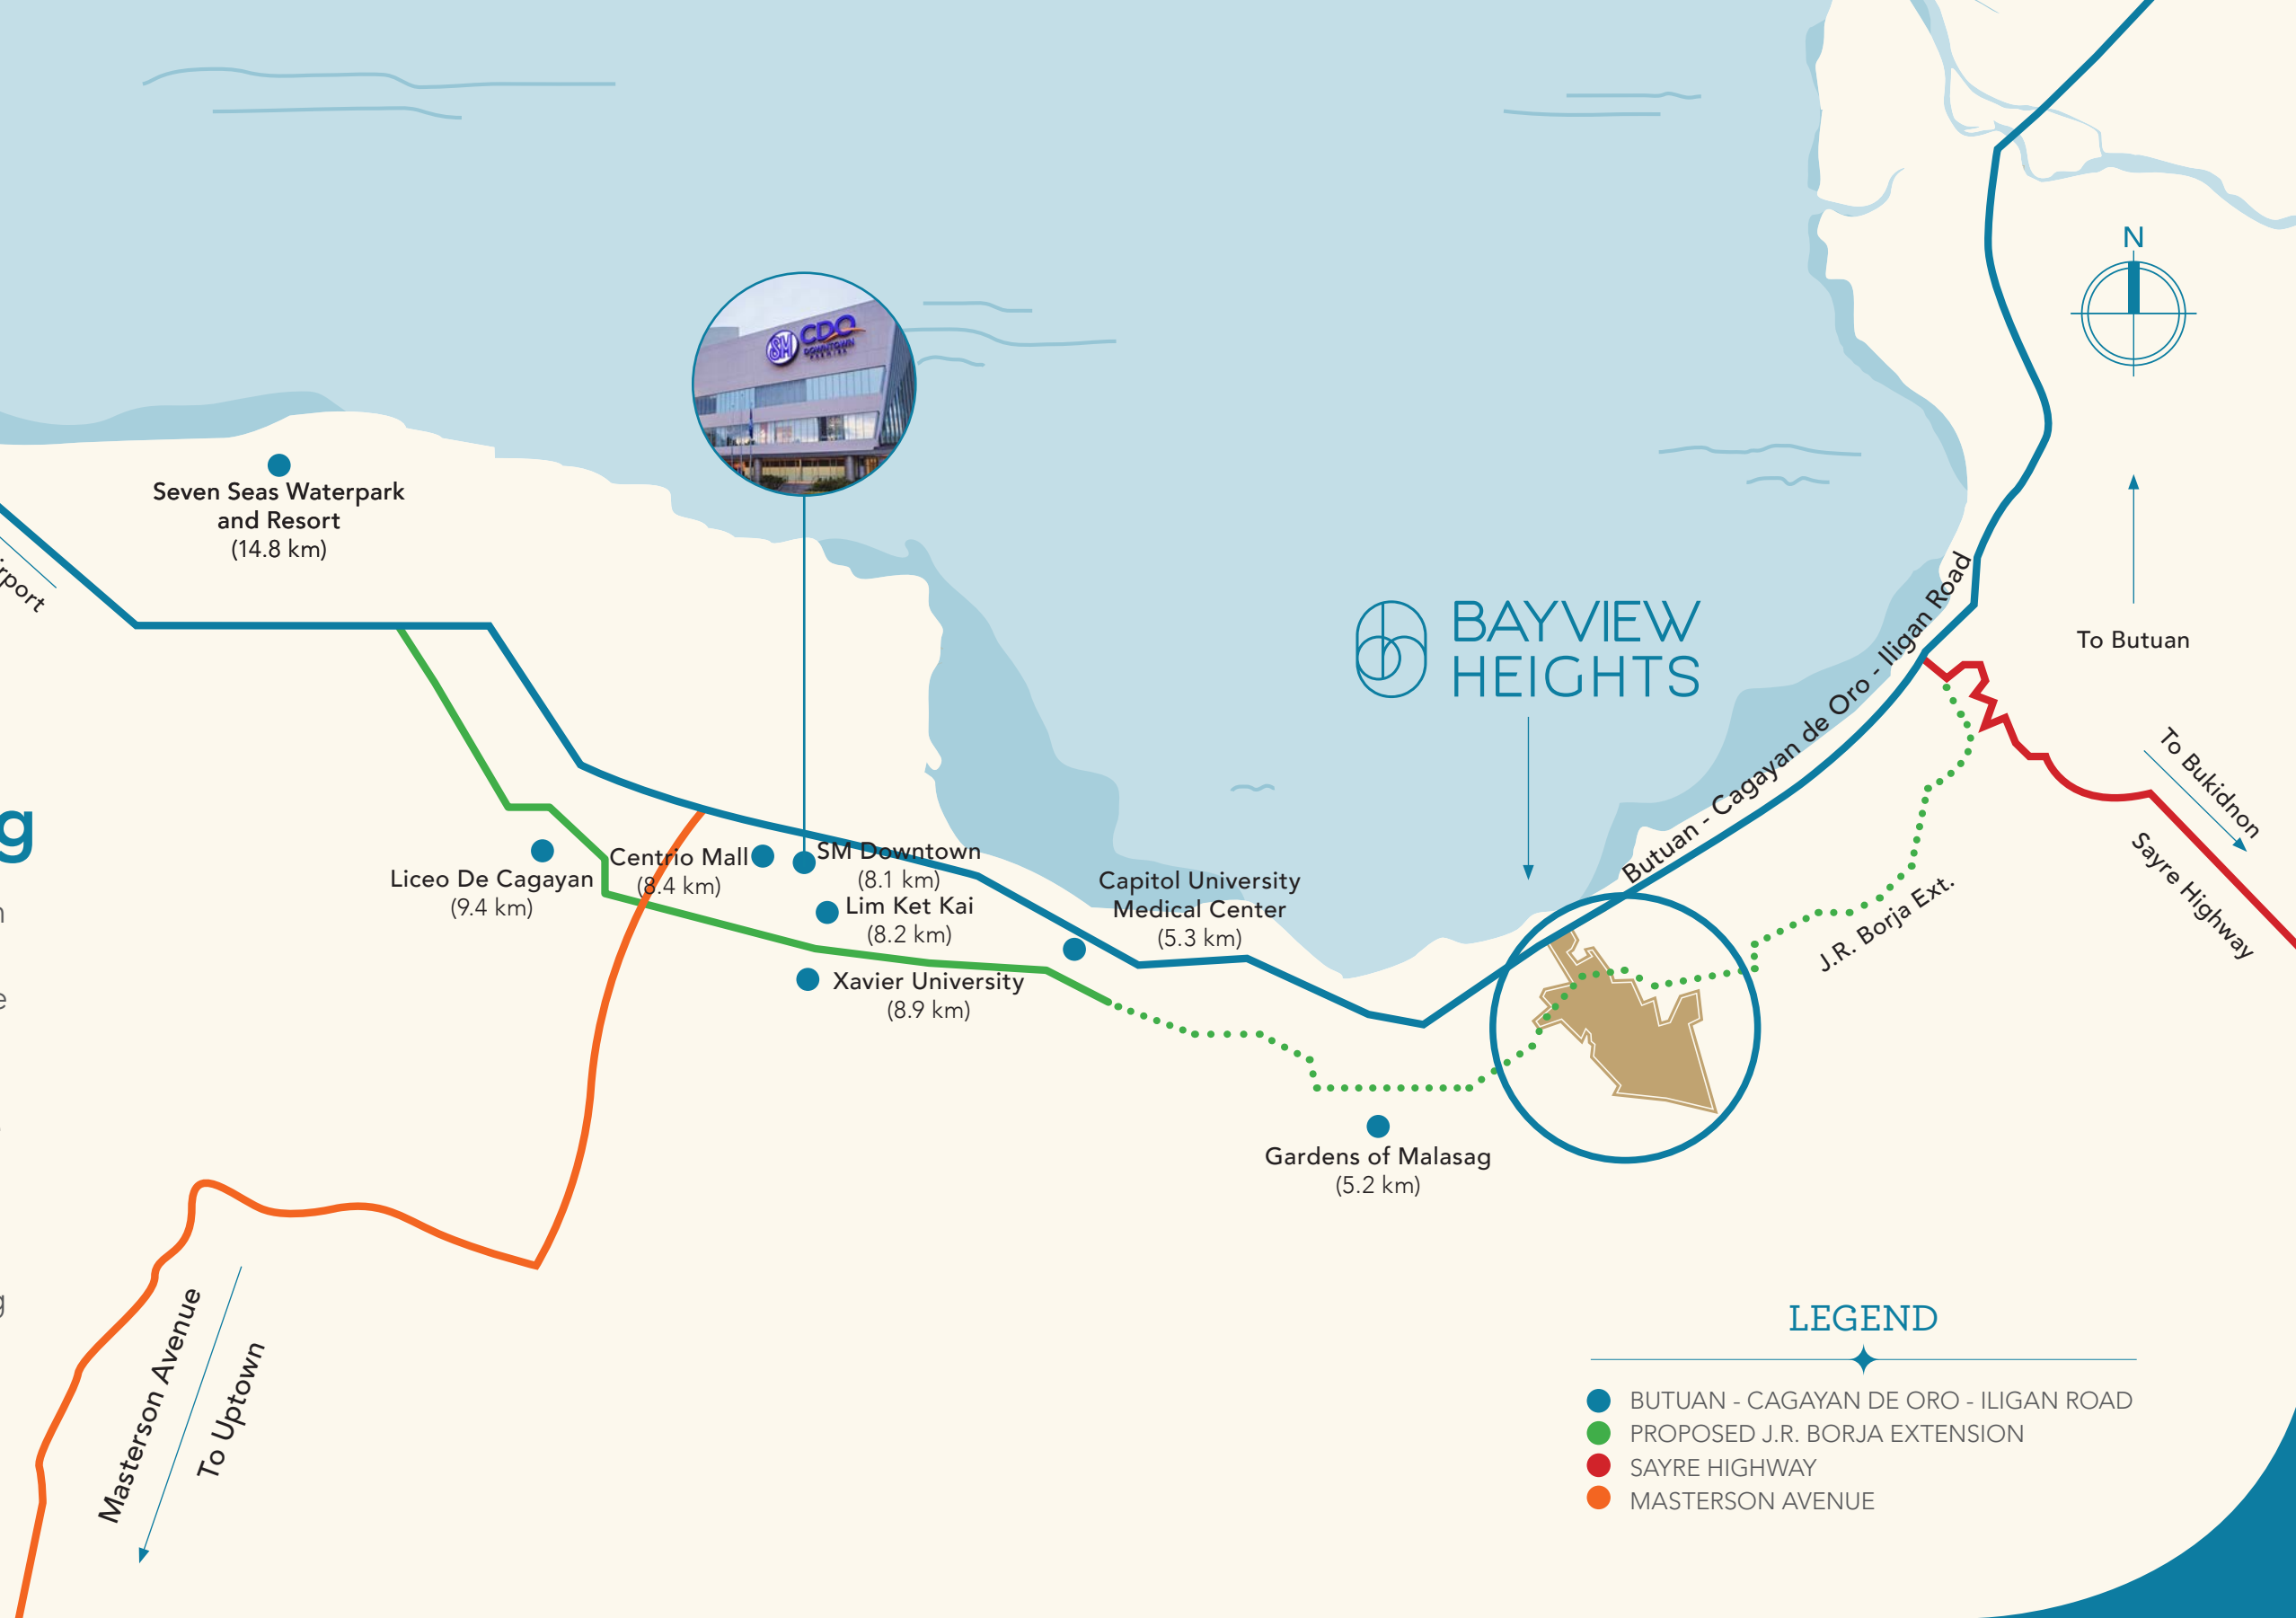 N
SM CDO
DOWNTOWN
PREMIER
Seven Seas Waterpark
and Resort
(14.8 km)
BAYVIEW
HEIGHTS
Butuan - Cagayan de Oro - Iligan Road
To Butuan
To Bukidnon
Sayre Highway
J.R. Borja Ext.
g
Centrio Mall
(8.4 km)
SM Downtown
(8.1 km)
Liceo De Cagayan
(9.4 km)
Lim Ket Kai
(8.2 km)
Capitol University
Medical Center
(5.3 km)
Xavier University
(8.9 km)
e
Gardens of Malasag
(5.2 km)
g
Masterson Avenue
To Uptown
LEGEND
BUTUAN - CAGAYAN DE ORO - ILIGAN ROAD
PROPOSED J.R. BORJA EXTENSION
SAYRE HIGHWAY
MASTERSON AVENUE